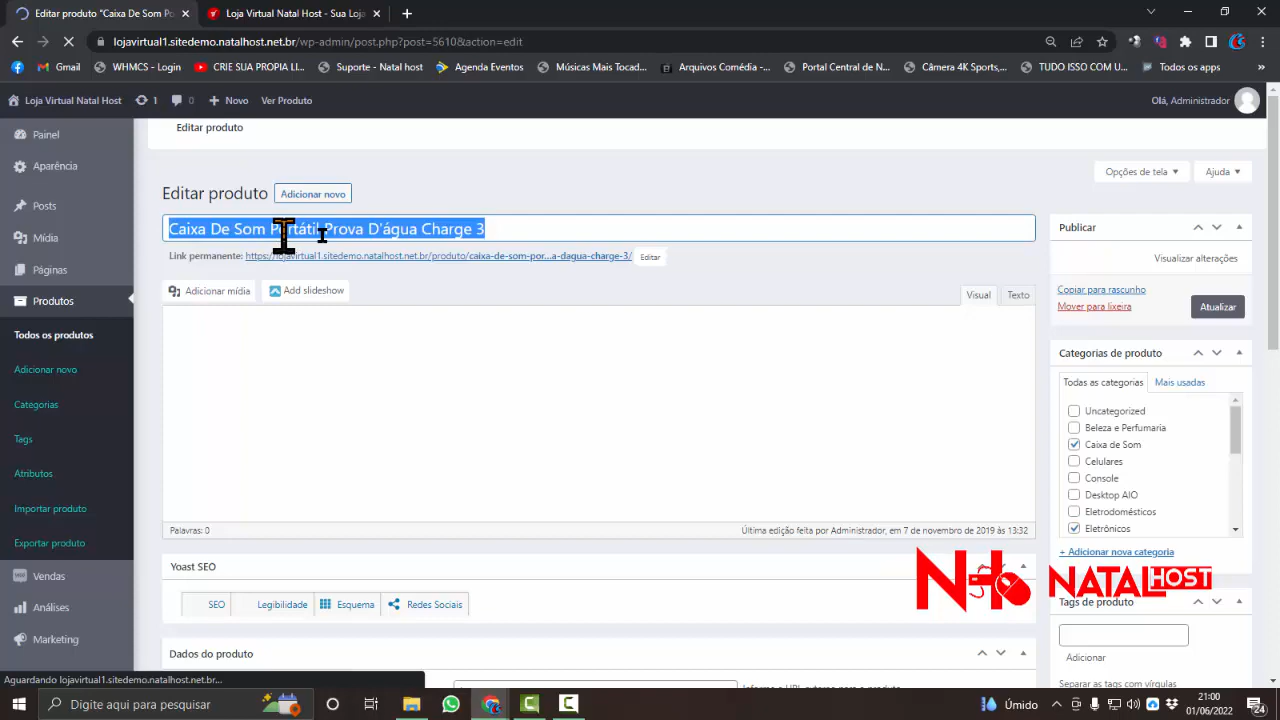 Editar produto "Caixa De Som Po
Loja Virtual Natal Host - Sua Loja
lojavirtual1.sitedemo.natalhost.net.br/wp-admin/post.php?post=5610&action=edit
Gmail
WHMCS - Login
CRIE SUA PROPIA LI...
Suporte - Natal host
Agenda Eventos
Músicas Mais Tocad...
Arquivos Comédia -...
Portal Central de N...
Câmera 4K Sports,...
TUDO ISSO COM U...
Todos os apps
Loja Virtual Natal Host
1
0
Novo
Ver Produto
Olá, Administrador
Painel
Aparência
Posts
Mídia
Páginas
Produtos
Todos os produtos
Adicionar novo
Categorias
Tags
Atributos
Importar produto
Exportar produto
Vendas
Análises
Marketing
Editar produto
Opções de tela
Ajuda
Editar produto
Adicionar novo
Caixa De Som Portátil Prova D'água Charge 3
Link permanente: https://lojavirtual1.sitedemo.natalhost.net.br/produto/caixa-de-som-por...a-dagua-charge-3/
Editar
Adicionar mídia
Add slideshow
Visual
Texto
Palavras: 0
Última edição feita por Administrador, em 7 de novembro de 2019 às 13:32
Yoast SEO
SEO
Legibilidade
Esquema
Redes Sociais
Dados do produto
Publicar
Visualizar alterações
Copiar para rascunho
Mover para lixeira
Atualizar
Categorias de produto
Todas as categorias
Mais usadas
Uncategorized
Beleza e Perfumaria
Caixa de Som
Celulares
Console
Desktop AIO
Eletrodomésticos
Eletrônicos
+ Adicionar nova categoria
NATALHOST
Tags de produto
Adicionar
Separar as tags com vírgulas
Aguardando lojavirtual1.sitedemo.natalhost.net.br...
Digite aqui para pesquisar
Úmido
21:00
01/06/2022
24